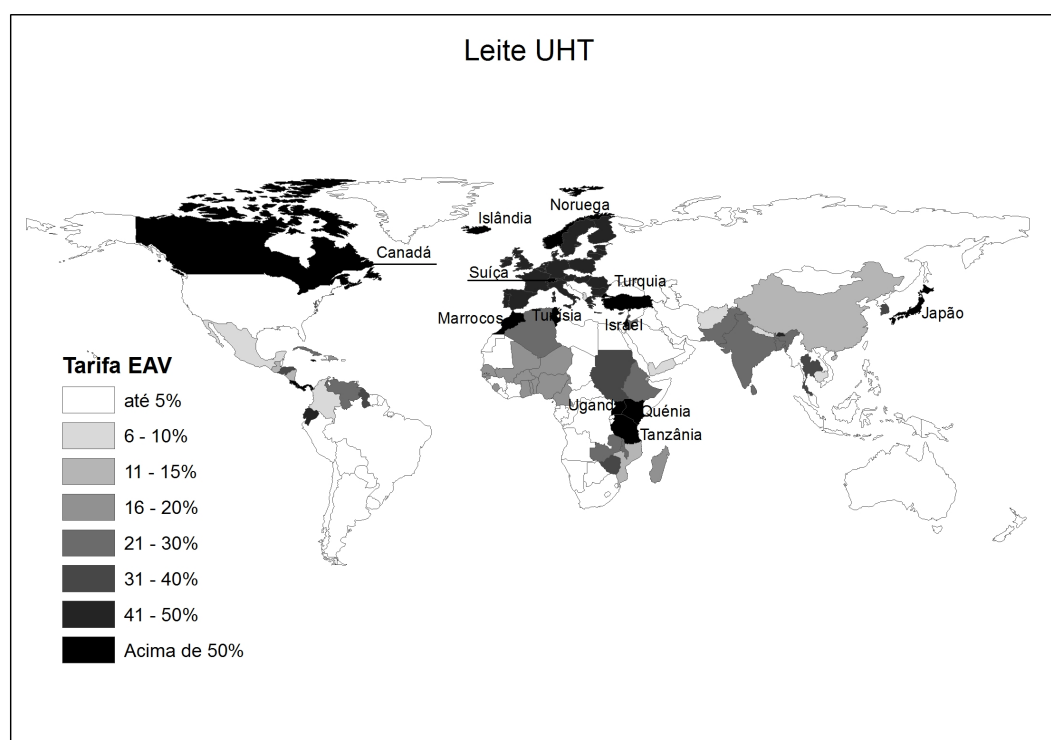 Leite UHT
Noruega
Islândia
Canadá
Suíça
Turquia
Marrocos
Tunísia
Israel
Japão
Ugand
Quénia
Tanzânia
Tarifa EAV
até 5%
6 - 10%
11 - 15%
16 - 20%
21 - 30%
31 - 40%
41 - 50%
Acima de 50%